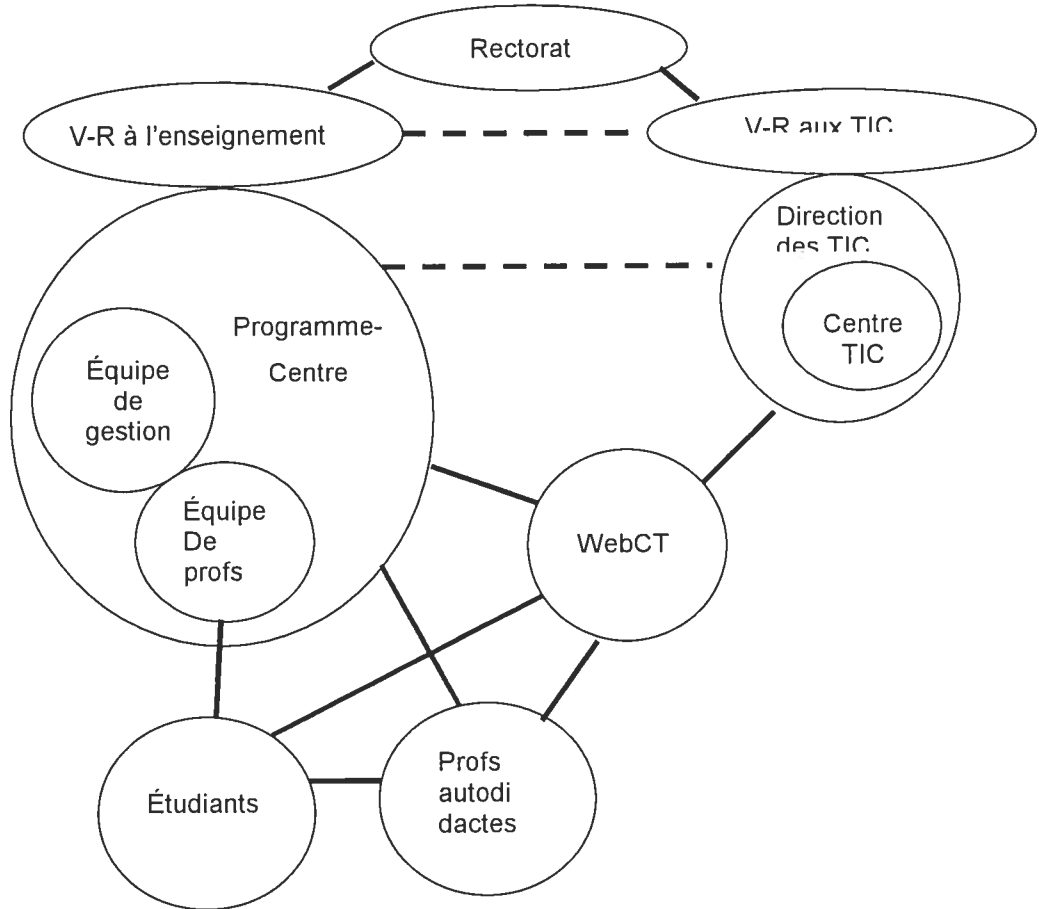 Rectorat
V-R à l'enseignement
V-R aux TIC
Direction
des TIC
Programme-
Centre
Centre
TIC
Équipe
de
gestion
Équipe
De
profs
WebCT
Étudiants
Profs
autodi
dactes